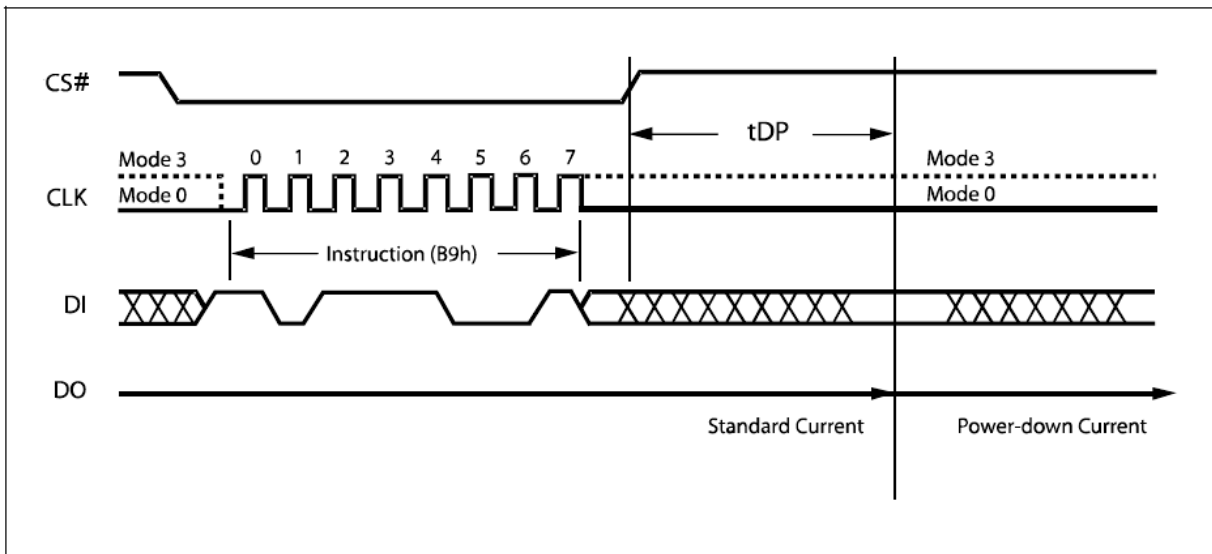 CS#
tDP
Mode 3
0 1 2 3 4 5 6 7
Mode 3
CLK
Mode 0
Mode 0
Instruction (B9h)
DI
DO
Standard Current
Power-down Current